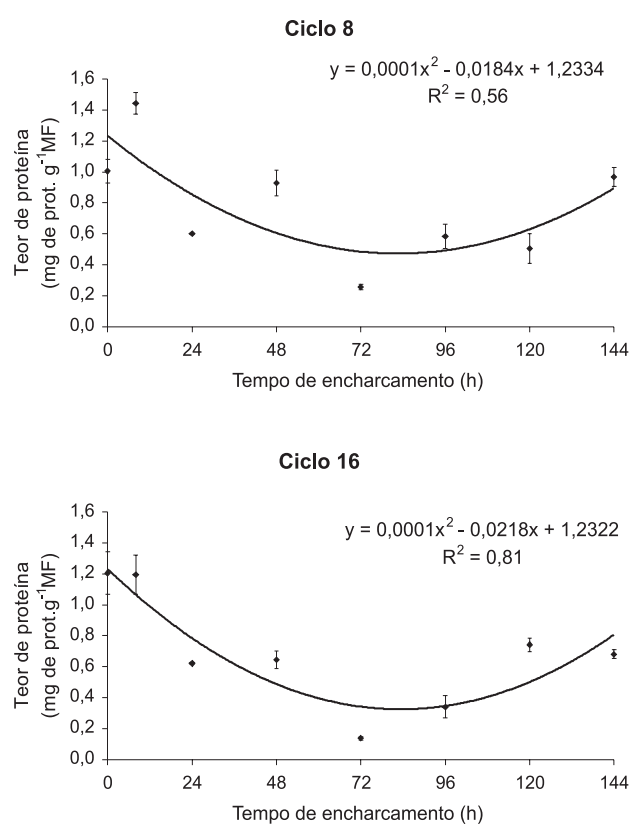 Ciclo 8
y = 0,0001x² - 0,0184x + 1,2334
R² = 0,56
Teor de proteína
(mg de prot. g⁻¹MF)
1,6
1,4
1,2
1,0
0,8
0,6
0,4
0,2
0,0
0 24 48 72 96 120 144
Tempo de encharcamento (h)
Ciclo 16
y = 0,0001x² - 0,0218x + 1,2322
R² = 0,81
Teor de proteína
(mg de prot.g⁻¹MF)
1,6
1,4
1,2
1,0
0,8
0,6
0,4
0,2
0,0
0 24 48 72 96 120 144
Tempo de encharcamento (h)